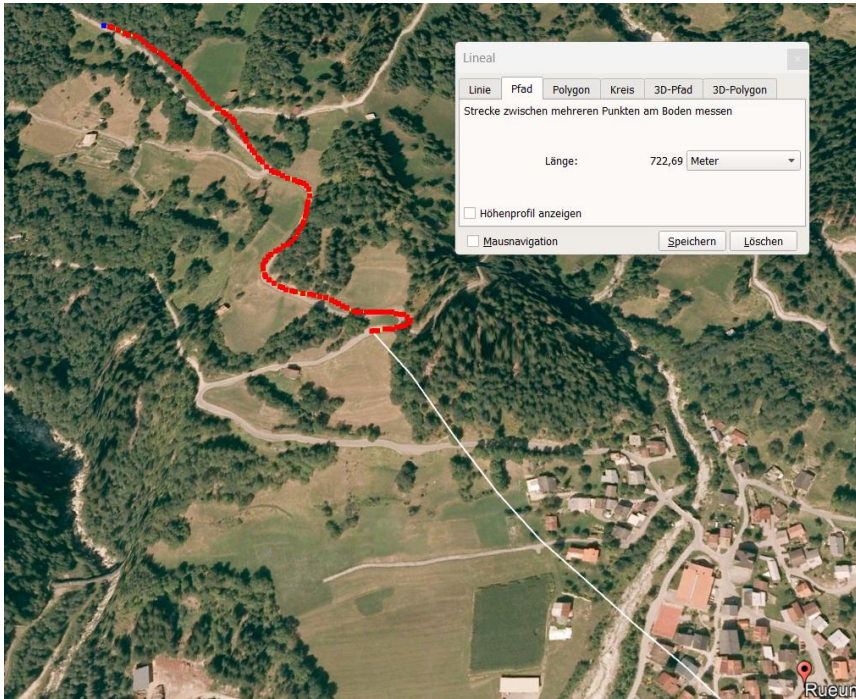 Lineal
Linie Pfad Polygon Kreis 3D-Pfad 3D-Polygon
Strecke zwischen mehreren Punkten am Boden messen
Länge: 722,69 Meter
Höhenprofil anzeigen
Mausnavigation Speichern Löschen
Rueun